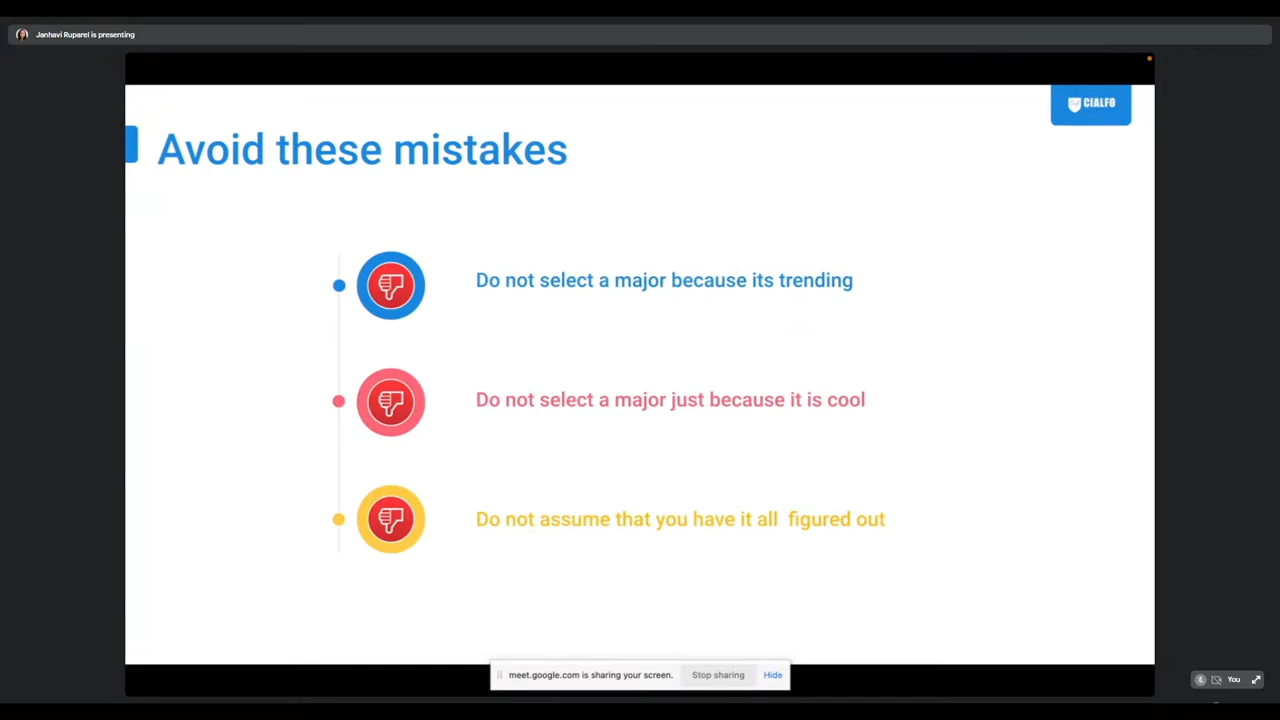 Janhavi Ruparel is presenting
CIALFO
Avoid these mistakes
Do not select a major because its trending
Do not select a major just because it is cool
Do not assume that you have it all  figured out
meet.google.com is sharing your screen. Stop sharing Hide
You